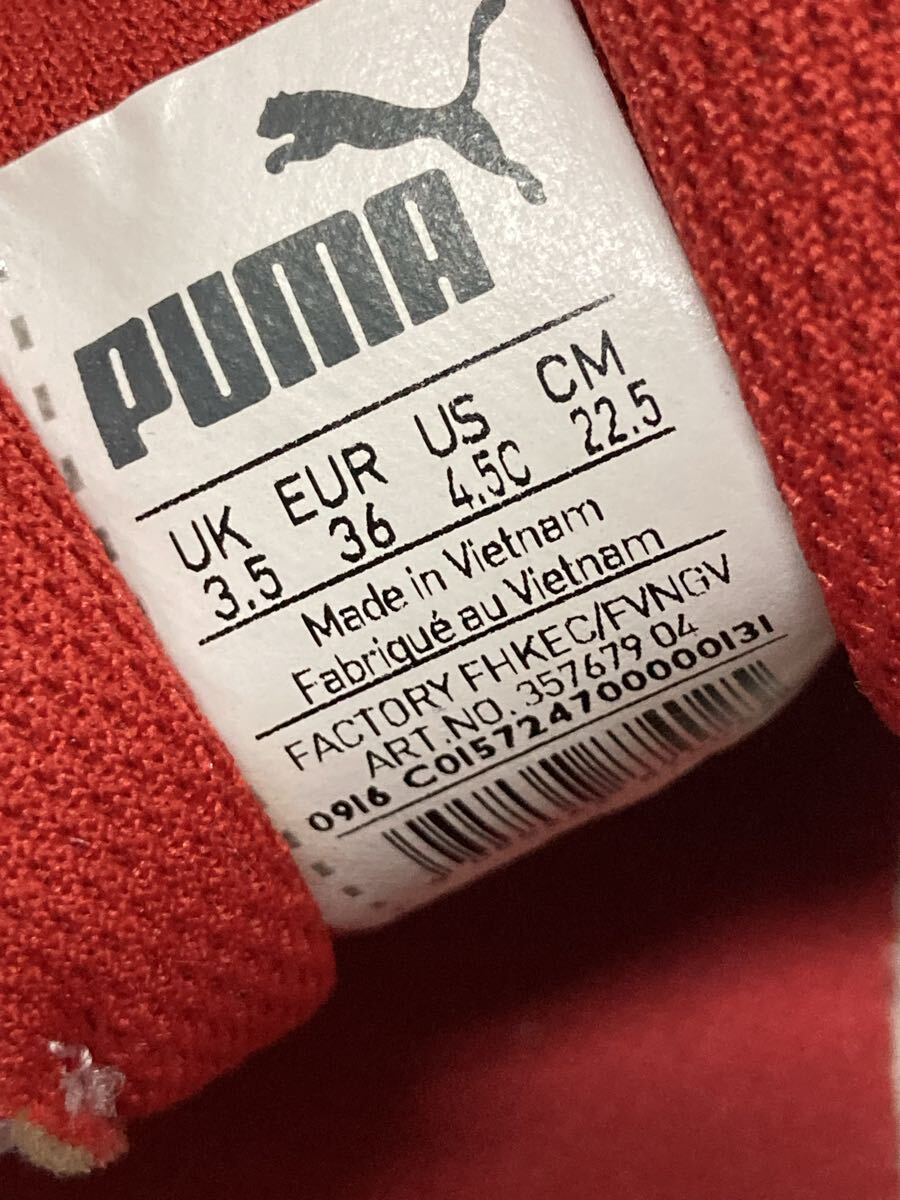 PUMA
UK EUR US CM
3.5 36 4.5C 22.5
Made in Vietnam
Fabriqué au Vietnam
FACTORY FHKEC/FVNGV
ART.NO. 357679 04
0916 C0157247000000131